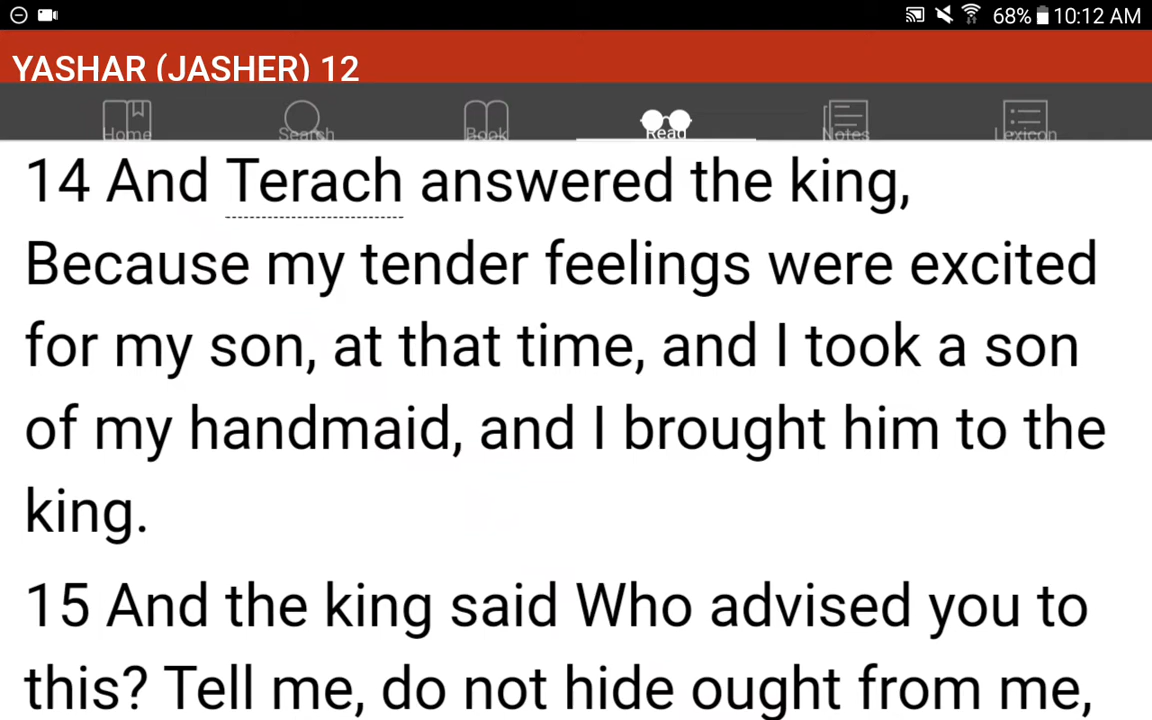 68% 10:12 AM
YASHAR (JASHER) 12
Home Search Book Read Notes Lexicon
14 And Terach answered the king,
Because my tender feelings were excited
for my son, at that time, and I took a son
of my handmaid, and I brought him to the
king.
15 And the king said Who advised you to
this? Tell me, do not hide ought from me,